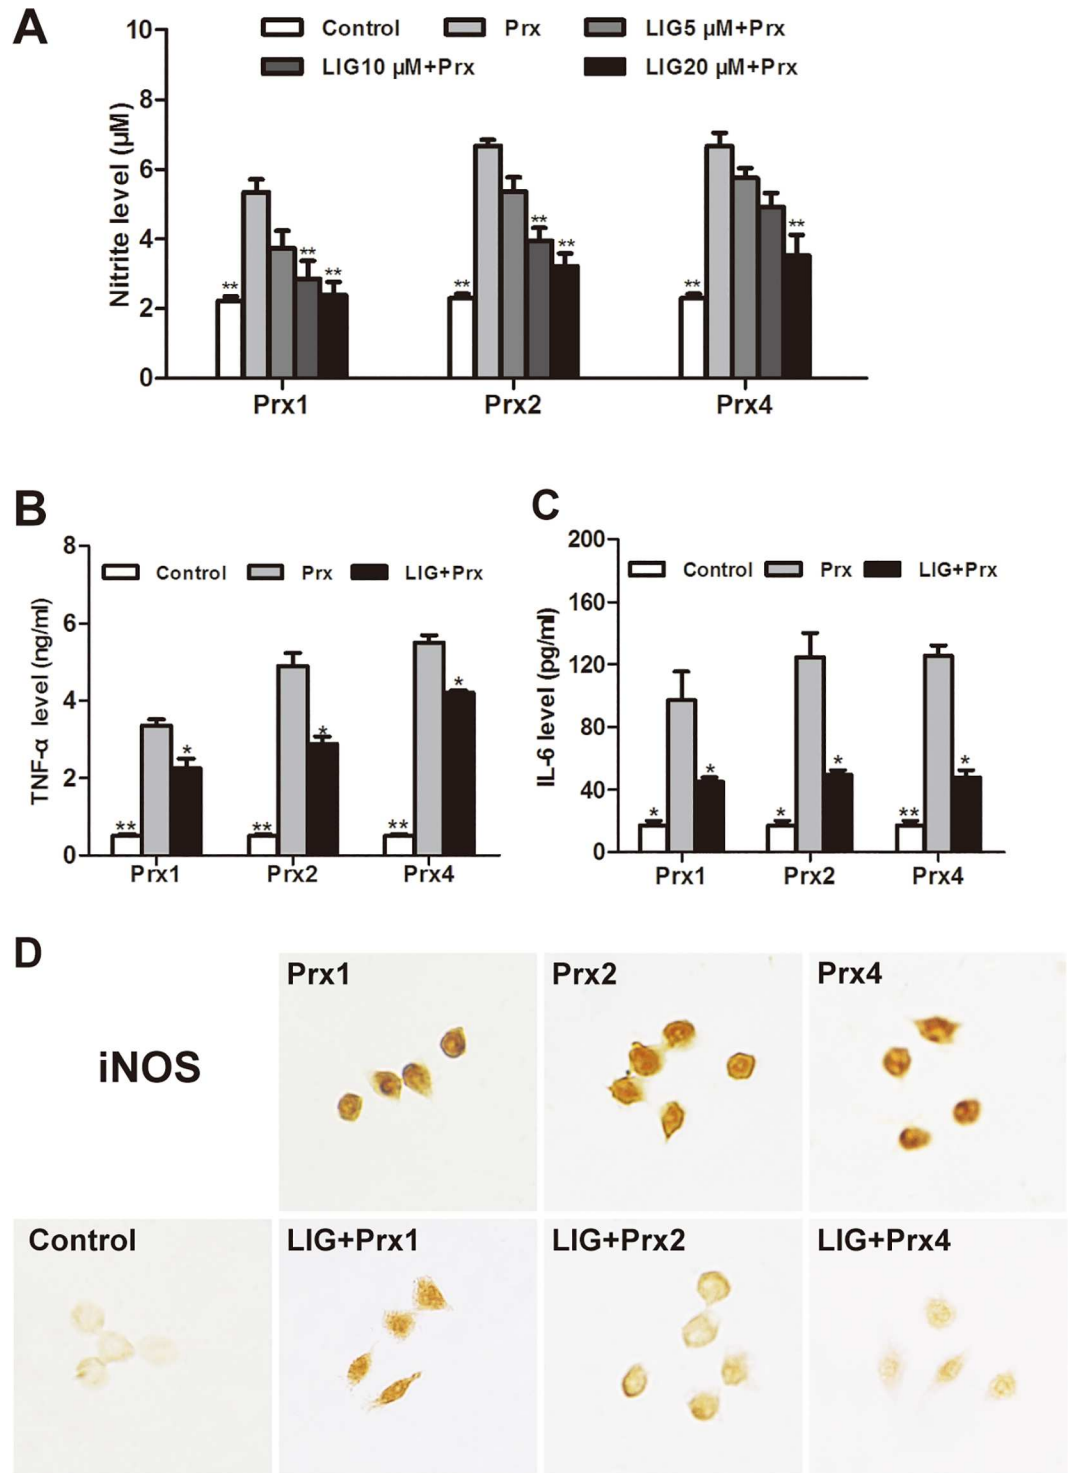 A
Control Prx LIG5 µM+Prx
LIG10 µM+Prx LIG20 µM+Prx
Nitrite level (µM)
10
8
6
4
2
0
** ** **
** ** **
** **
Prx1 Prx2 Prx4
B
Control Prx LIG+Prx
TNF-α level (ng/ml)
8
6
4
2
0
** * ** * ** *
Prx1 Prx2 Prx4
C
Control Prx LIG+Prx
IL-6 level (pg/ml)
200
160
120
80
40
0
* * * * ** *
Prx1 Prx2 Prx4
D
iNOS
Prx1 Prx2 Prx4
Control LIG+Prx1 LIG+Prx2 LIG+Prx4